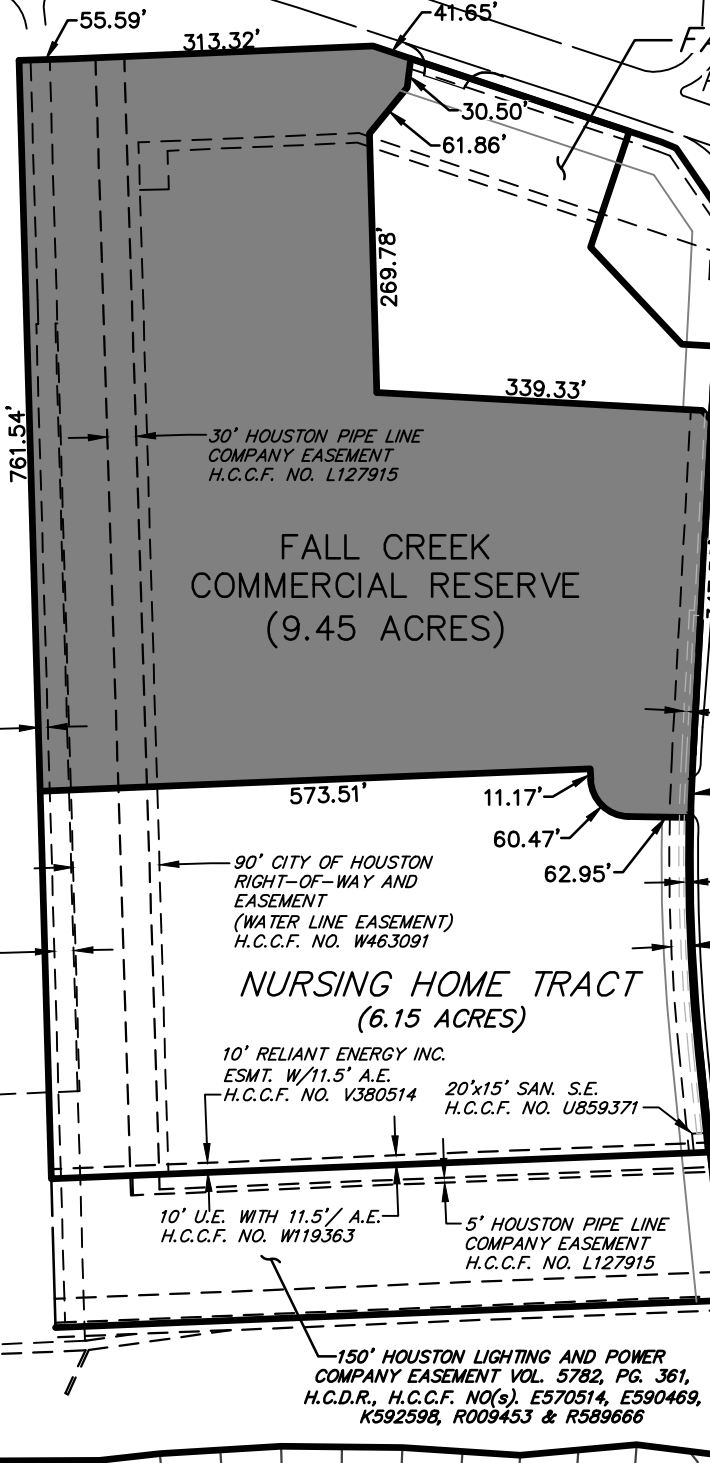 55.59'
41.65'
313.32'
30.50'
61.86'
269.78'
339.33'
761.54'
30' HOUSTON PIPE LINE
COMPANY EASEMENT
H.C.C.F. NO. L127915
FALL CREEK
COMMERCIAL RESERVE
(9.45 ACRES)
573.51'
11.17'
60.47'
62.95'
90' CITY OF HOUSTON
RIGHT-OF-WAY AND
EASEMENT
(WATER LINE EASEMENT)
H.C.C.F. NO. W463091
NURSING HOME TRACT
(6.15 ACRES)
10' RELIANT ENERGY INC.
ESMT. W/11.5' A.E.
H.C.C.F. NO. V380514
20'x15' SAN. S.E.
H.C.C.F. NO. U859371
10' U.E. WITH 11.5'/ A.E.
H.C.C.F. NO. W119363
5' HOUSTON PIPE LINE
COMPANY EASEMENT
H.C.C.F. NO. L127915
150' HOUSTON LIGHTING AND POWER
COMPANY EASEMENT VOL. 5782, PG. 361,
H.C.D.R., H.C.C.F. NO(s). E570514, E590469,
K592598, R009453 & R589666